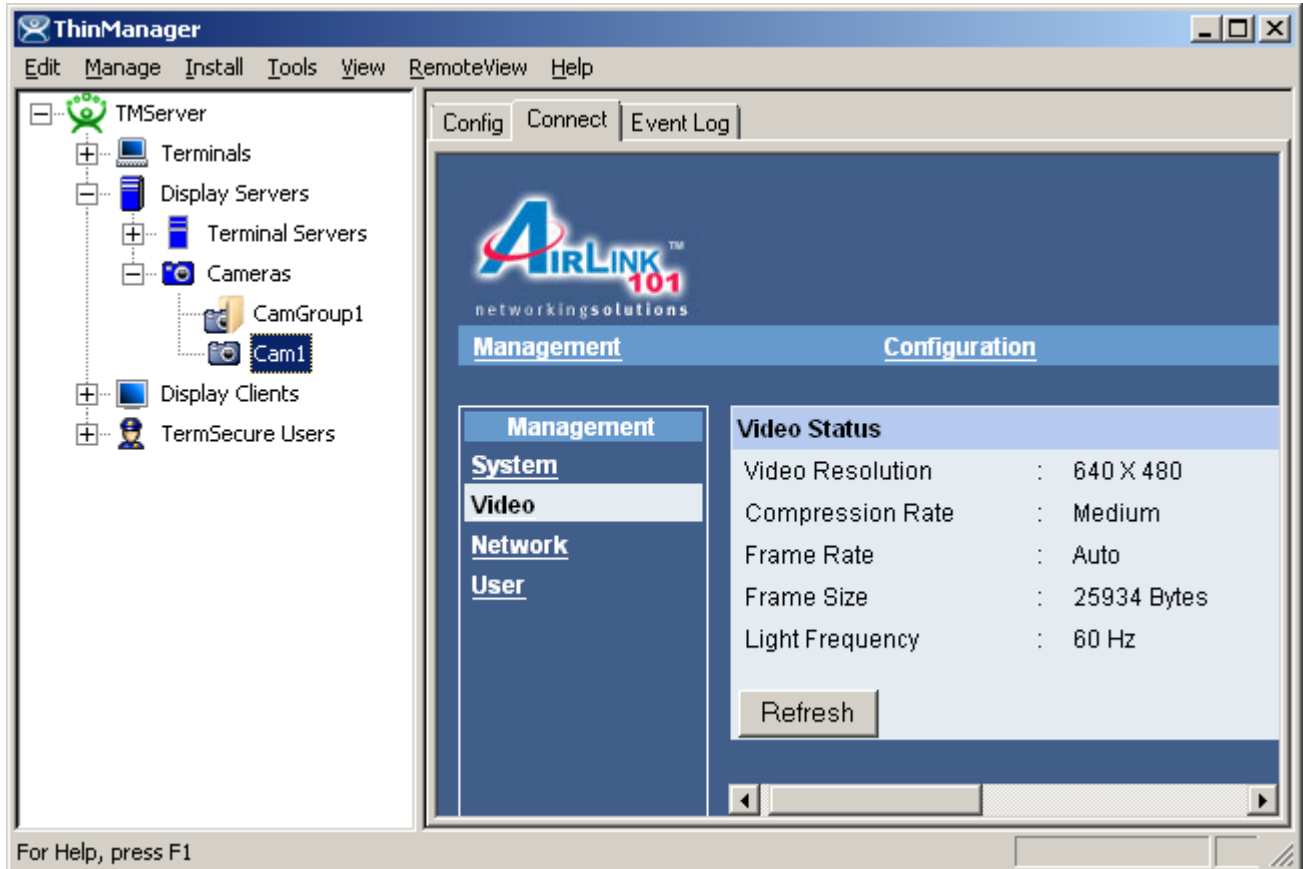 ThinManager
Edit Manage Install Tools View RemoteView Help
TMServer
Terminals
Display Servers
Terminal Servers
Cameras
CamGroup1
Cam1
Display Clients
TermSecure Users
Config Connect Event Log
AIRLINK™
101
networkingsolutions
Management Configuration
Management
System
Video
Network
User
Video Status
Video Resolution : 640 X 480
Compression Rate : Medium
Frame Rate : Auto
Frame Size : 25934 Bytes
Light Frequency : 60 Hz
Refresh
For Help, press F1